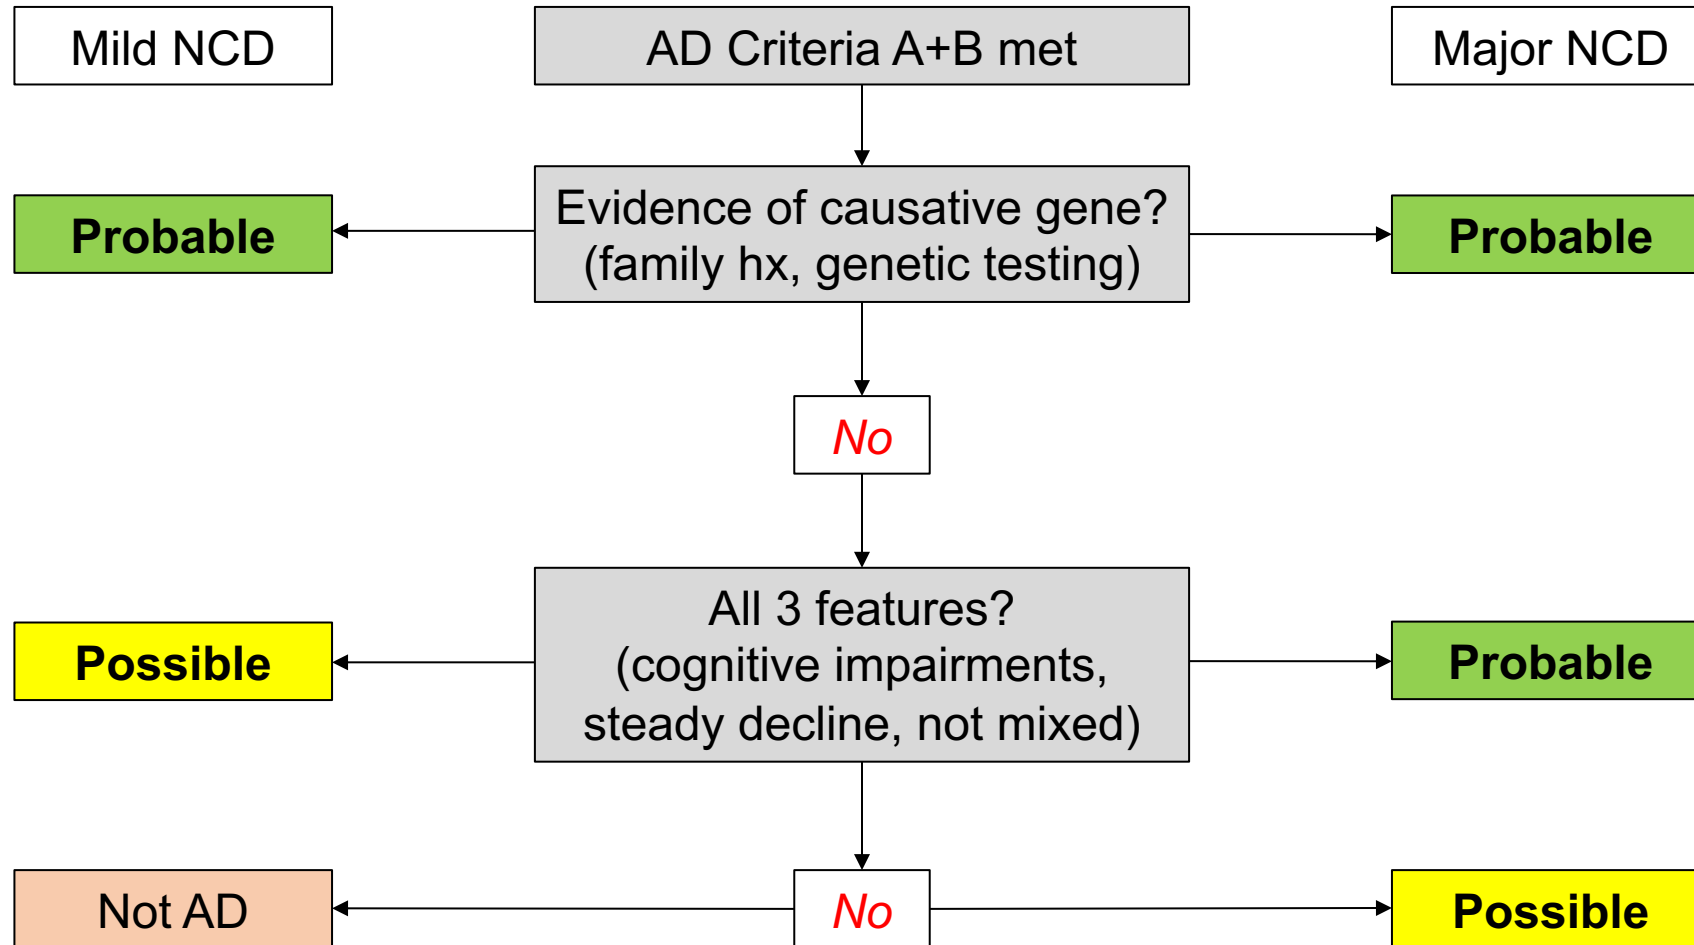 Mild NCD
AD Criteria A+B met
Major NCD
Probable
Evidence of causative gene?
(family hx, genetic testing)
Probable
No
Possible
All 3 features?
(cognitive impairments,
steady decline, not mixed)
Probable
Not AD
No
Possible